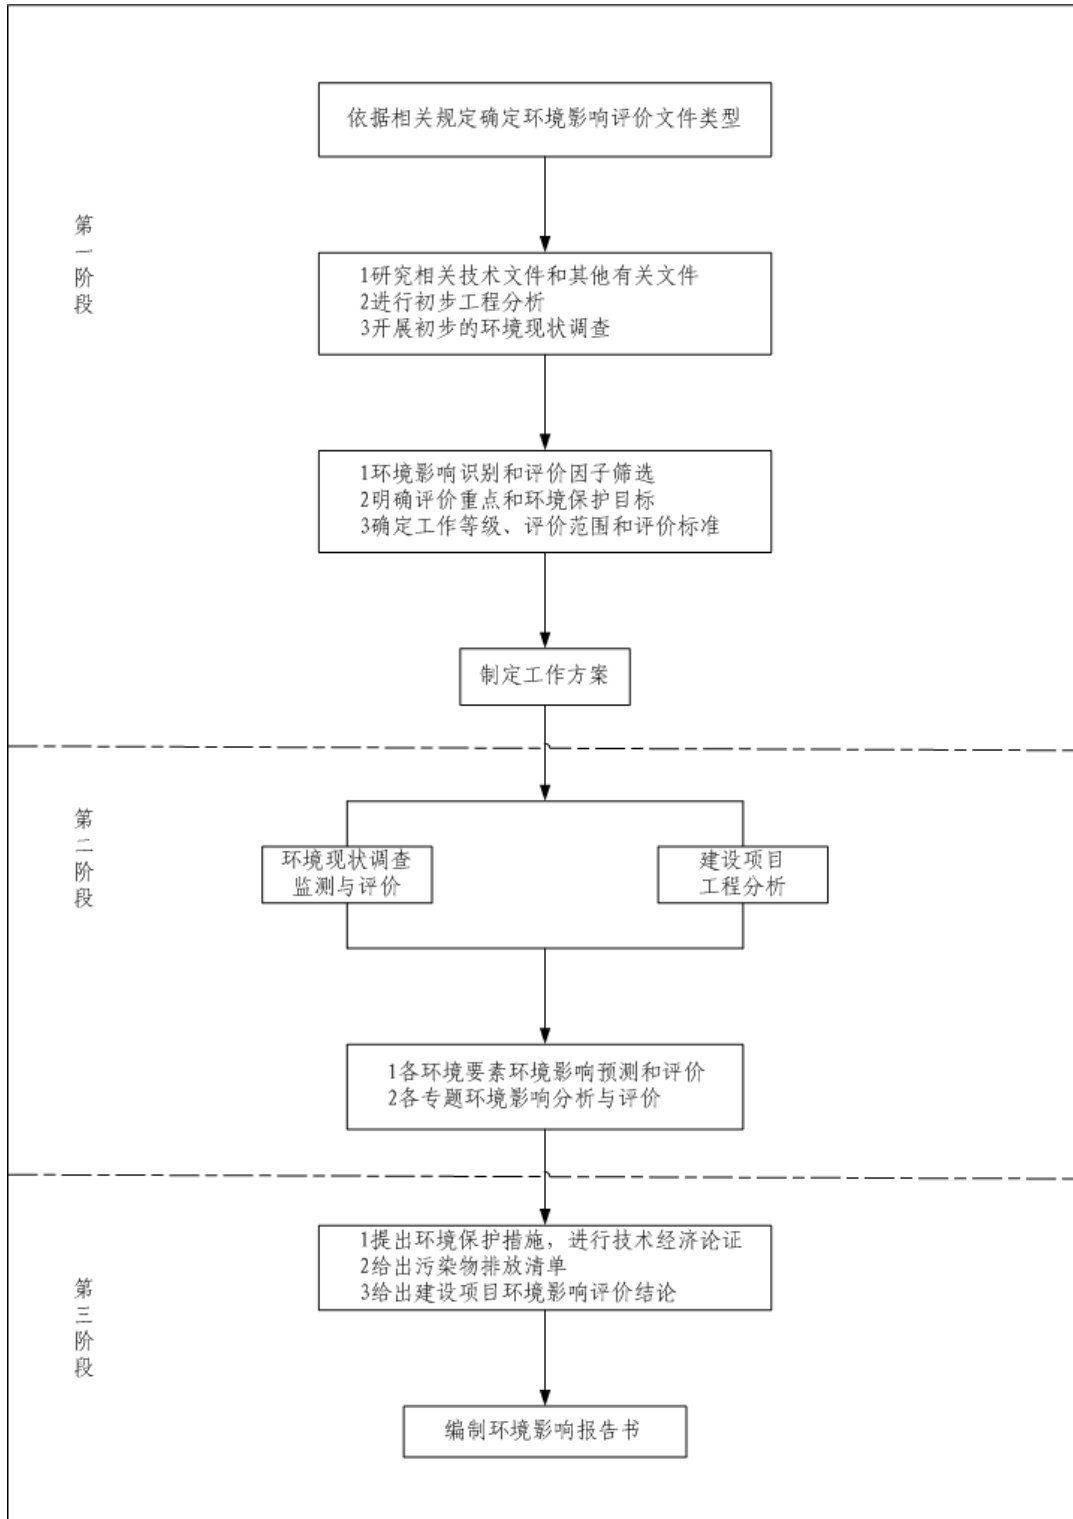 依据相关规定确定环境影响评价文件类型
第一阶段
1研究相关技术文件和其他有关文件
2进行初步工程分析
3开展初步的环境现状调查
1环境影响识别和评价因子筛选
2明确评价重点和环境保护目标
3确定工作等级、评价范围和评价标准
制定工作方案
第二阶段
环境现状调查
监测与评价
建设项目
工程分析
1各环境要素环境影响预测和评价
2各专题环境影响分析与评价
第三阶段
1提出环境保护措施，进行技术经济论证
2给出污染物排放清单
3给出建设项目环境影响评价结论
编制环境影响报告书